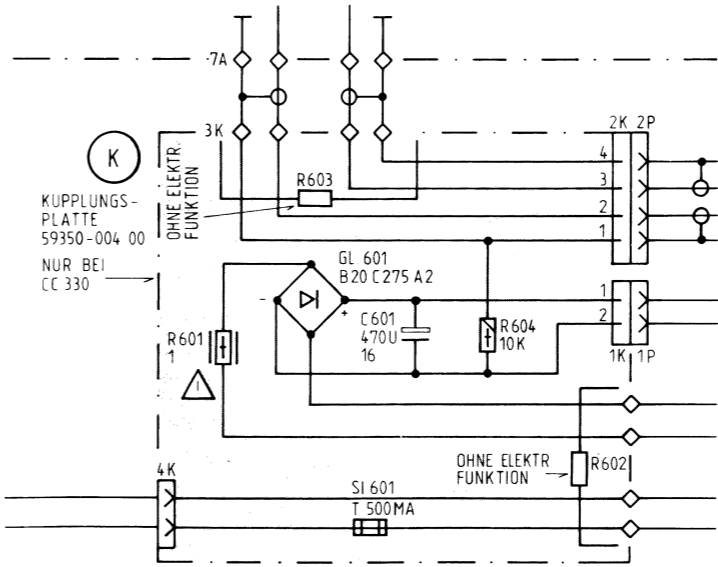 7A
3K
2K 2P
K
KUPPLUNGS-
PLATTE
59350-004 00
NUR BEI
CC 330
OHNE ELEKTR.
FUNKTION
R603
4
3
2
1
GL 601
B20 C275 A2
-
+
C601
470U
16
R604
10K
1
2
1K 1P
R601
1
!
4K
SI 601
T 500MA
OHNE ELEKTR
FUNKTION
R602